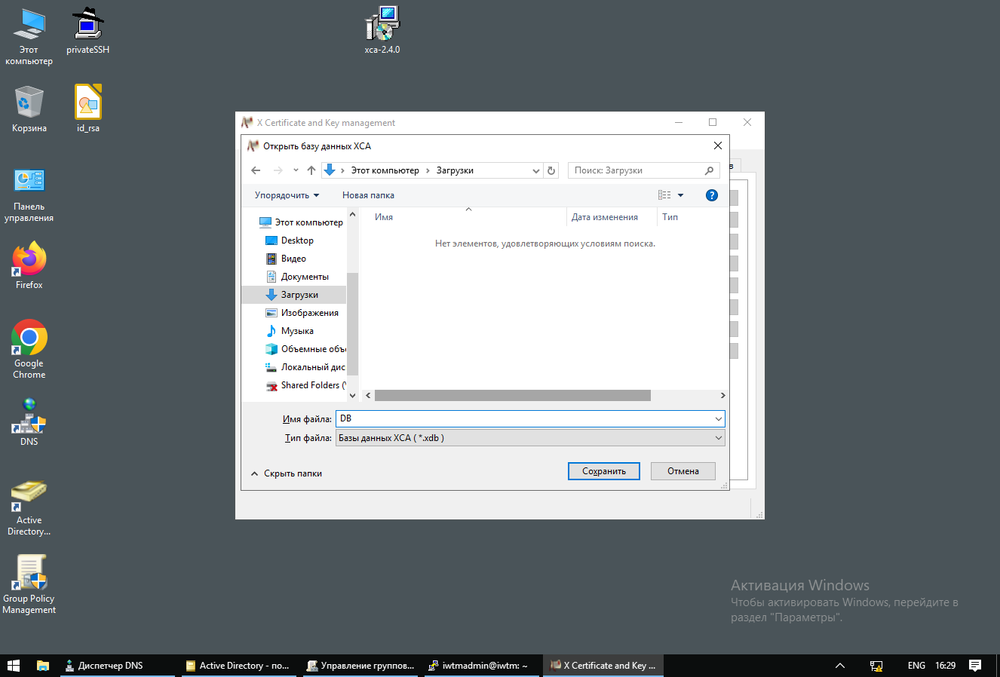 Этот
компьютер
privateSSH
xca-2.4.0
Корзина
id_rsa
Панель
управления
Firefox
Google
Chrome
DNS
Active
Directory...
Group Policy
Management
X Certificate and Key management
Открыть базу данных XCA
Этот компьютер
Загрузки
Поиск: Загрузки
в
Упорядочить
Новая папка
?
Имя
Дата изменения
Тип
Нет элементов, удовлетворяющих условиям поиска.
Этот компьютер
Desktop
Видео
Документы
Загрузки
Изображения
Музыка
Объемные объ
Локальный дис
Shared Folders (\
Имя файла:
DB
Тип файла:
Базы данных XCA ( *.xdb )
Скрыть папки
Сохранить
Отмена
Активация Windows
Чтобы активировать Windows, перейдите в
раздел "Параметры".
Диспетчер DNS
Active Directory - по...
Управление группов...
iwtmadmin@iwtm: ~
X Certificate and Key ...
ENG
16:29